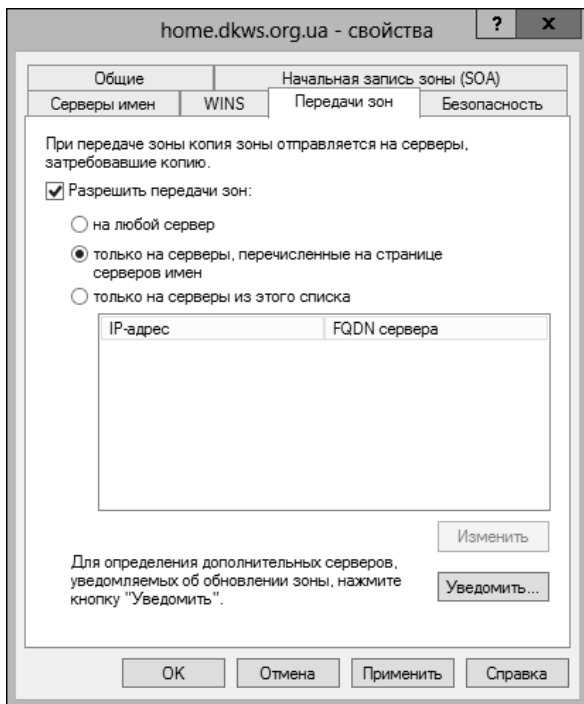 home.dkws.org.ua - свойства
? x
Общие Начальная запись зоны (SOA)
Серверы имен WINS Передачи зон Безопасность
При передаче зоны копия зоны отправляется на серверы,
затребовавшие копию.
Разрешить передачи зон:
на любой сервер
только на серверы, перечисленные на странице
серверов имен
только на серверы из этого списка
IP-адрес FQDN сервера
Изменить
Для определения дополнительных серверов,
уведомляемых об обновлении зоны, нажмите
кнопку "Уведомить".
Уведомить...
OK Отмена Применить Справка